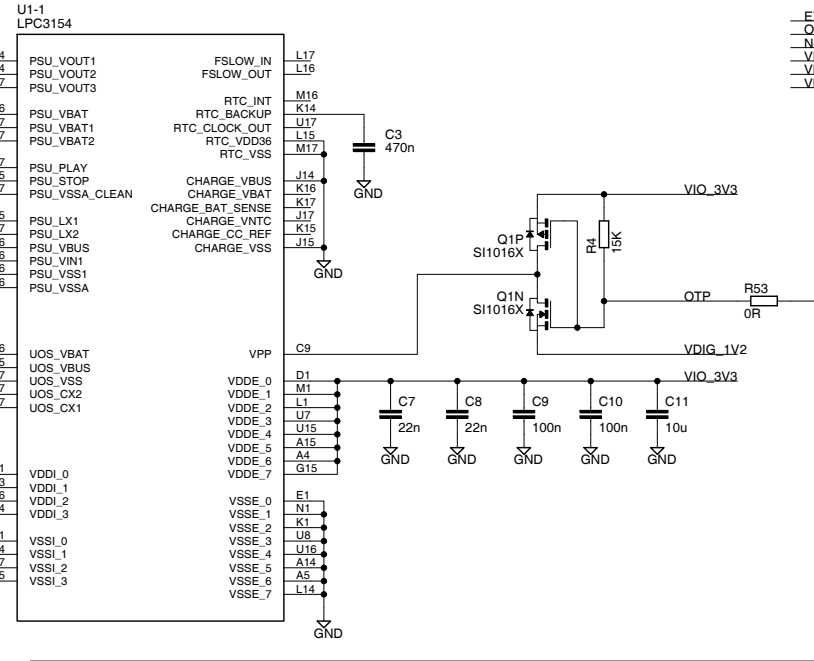 U1-1
LPC3154
PSU_VOUT1
PSU_VOUT2
PSU_VOUT3
PSU_VBAT
PSU_VBAT1
PSU_VBAT2
PSU_PLAY
PSU_STOP
PSU_VSSA_CLEAN
PSU_LX1
PSU_LX2
PSU_VBUS
PSU_VIN1
PSU_VSS1
PSU_VSSA
UOS_VBAT
UOS_VBUS
UOS_VSS
UOS_CX2
UOS_CX1
VDDI_0
VDDI_1
VDDI_2
VDDI_3
VSSI_0
VSSI_1
VSSI_2
VSSI_3
FSLOW_IN L17
FSLOW_OUT L16
RTC_INT M16
RTC_BACKUP K14
RTC_CLOCK_OUT U17
RTC_VDD36 L15
RTC_VSS M17
CHARGE_VBUS J14
CHARGE_VBAT K16
CHARGE_BAT_SENSE K17
CHARGE_VNTC J17
CHARGE_CC_REF K15
CHARGE_VSS J15
VPP C9
VDDE_0 D1
VDDE_1 M1
VDDE_2 L1
VDDE_3 U7
VDDE_4 U15
VDDE_5 A15
VDDE_6 A4
VDDE_7 G15
VSSE_0 E1
VSSE_1 N1
VSSE_2 K1
VSSE_3 U8
VSSE_4 U16
VSSE_5 A14
VSSE_6 A5
VSSE_7 L14
C3
470n
GND
GND
GND
VIO_3V3
Q1P
SI1016X
R4
15K
Q1N
SI1016X
OTP
R53
0R
VDIG_1V2
VIO_3V3
C7
22n
GND
C8
22n
GND
C9
100n
GND
C10
100n
GND
C11
10u
GND